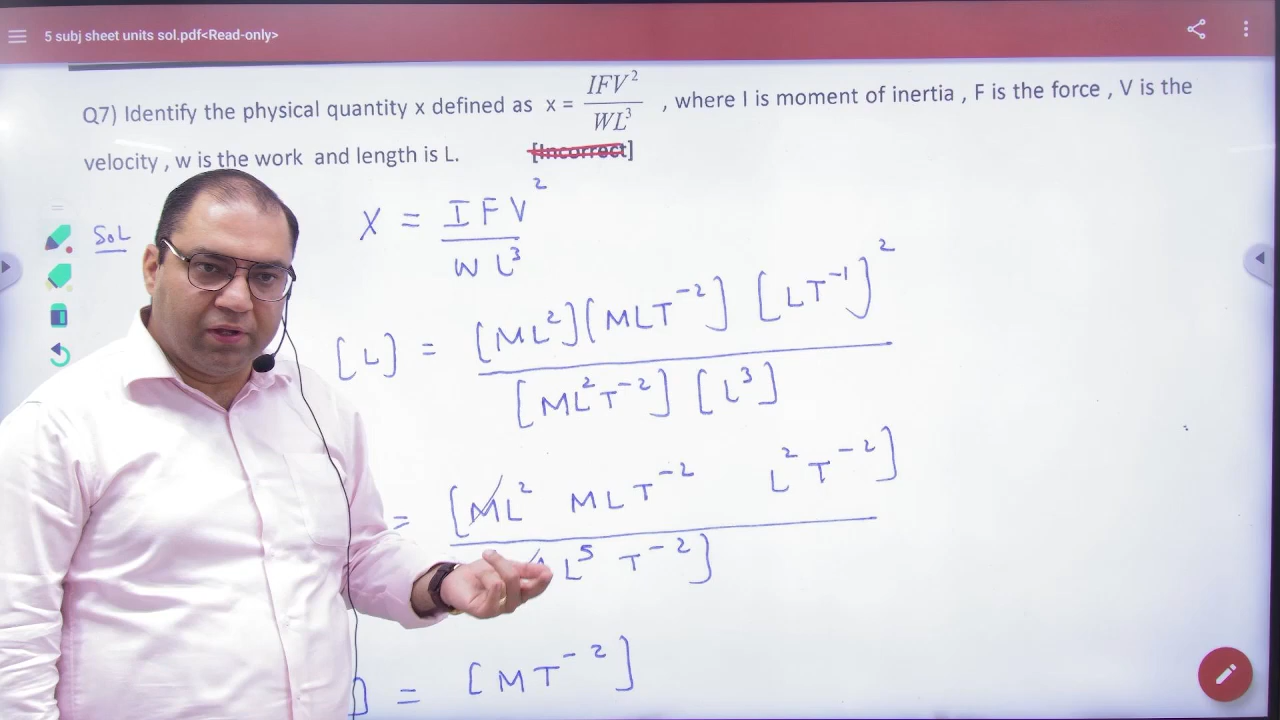 5 subj sheet units sol.pdf<Read-only>
Q7) Identify the physical quantity x defined as x = IFV²/WL³ , where I is moment of inertia , F is the force , V is the
velocity , w is the work and length is L. [Incorrect]
SOL
X = IFV²/W L³
[L] = [ML²][MLT⁻²] [LT⁻¹]²/[ML²T⁻²] [L³]
= [ML² MLT⁻² L²T⁻²]/L⁵ T⁻²]
] = [MT⁻²]